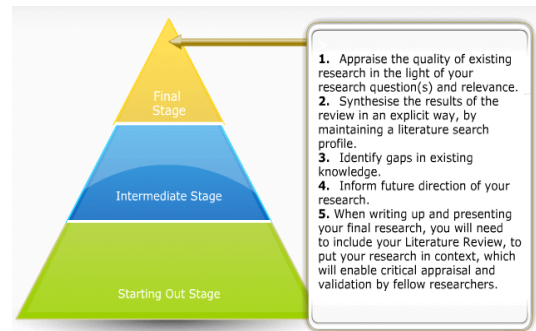 Final
Stage
Intermediate Stage
Starting Out Stage
1. Appraise the quality of existing
research in the light of your
research question(s) and relevance.
2. Synthesise the results of the
review in an explicit way, by
maintaining a literature search
profile.
3. Identify gaps in existing
knowledge.
4. Inform future direction of your
research.
5. When writing up and presenting
your final research, you will need
to include your Literature Review, to
put your research in context, which
will enable critical appraisal and
validation by fellow researchers.